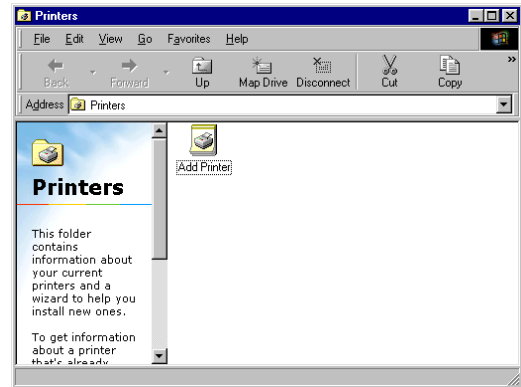 Printers
File Edit View Go Favorites Help
Back Forward Up Map Drive Disconnect Cut Copy »
Address Printers
Printers
This folder
contains
information about
your current
printers and a
wizard to help you
install new ones.
To get information
about a printer
that's already
Add Printer